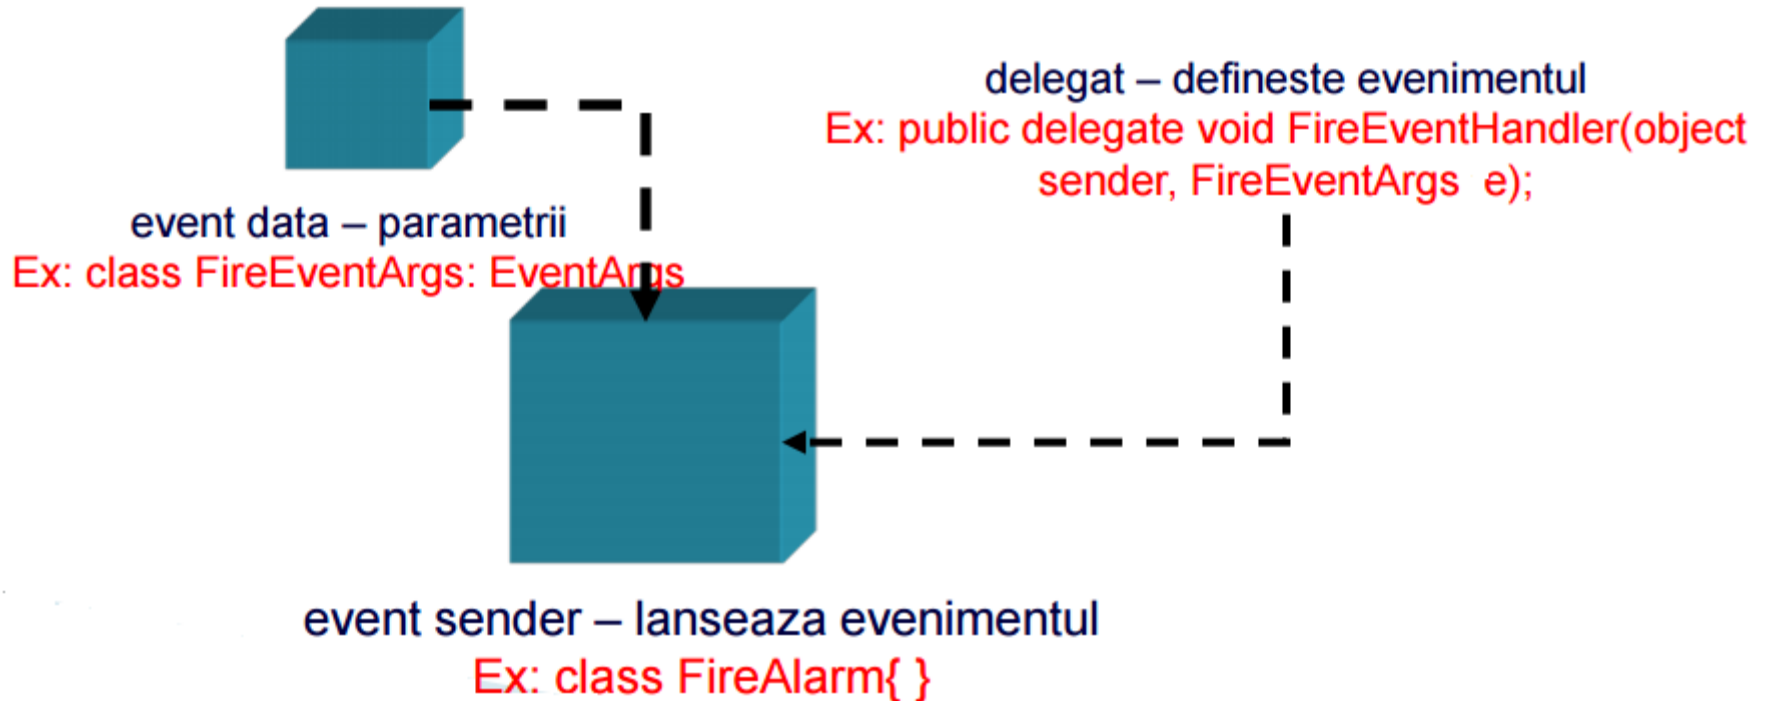 delegat – defineste evenimentul
Ex: public delegate void FireEventHandler(object
sender, FireEventArgs e);
event data – parametrii
Ex: class FireEventArgs: EventArgs
event sender – lanseaza evenimentul
Ex: class FireAlarm{ }